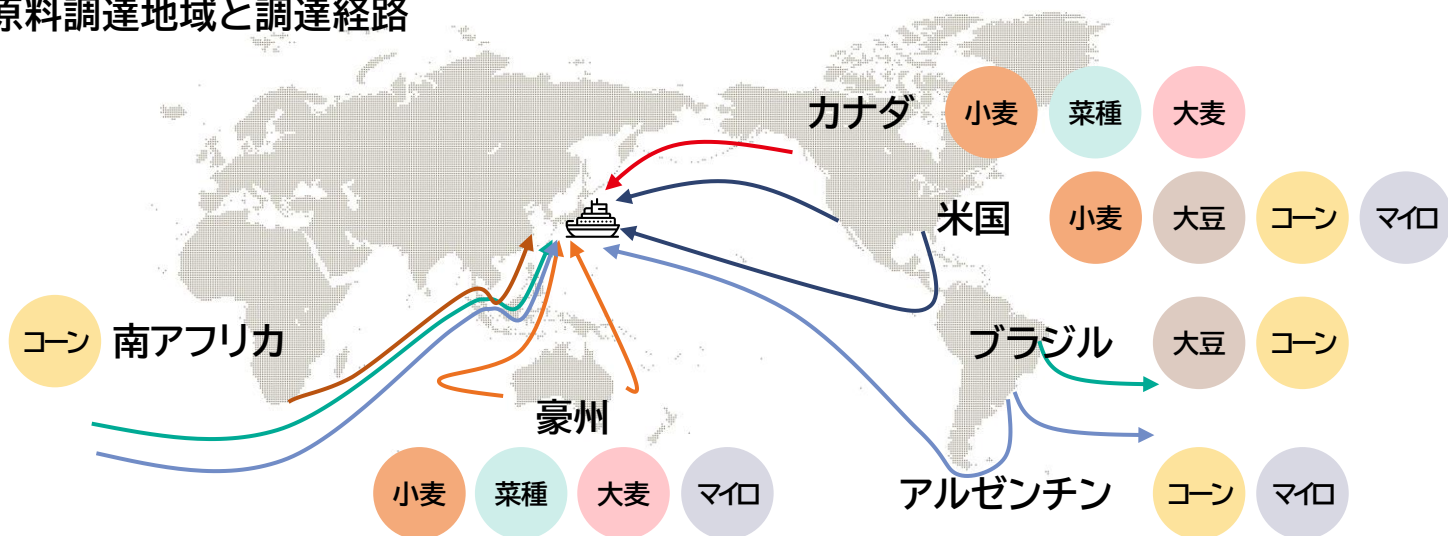 原料調達地域と調達経路
カナダ 小麦 菜種 大麦
米国 小麦 大豆 コーン マイロ
コーン 南アフリカ
ブラジル 大豆 コーン
豪州
小麦 菜種 大麦 マイロ
アルゼンチン コーン マイロ